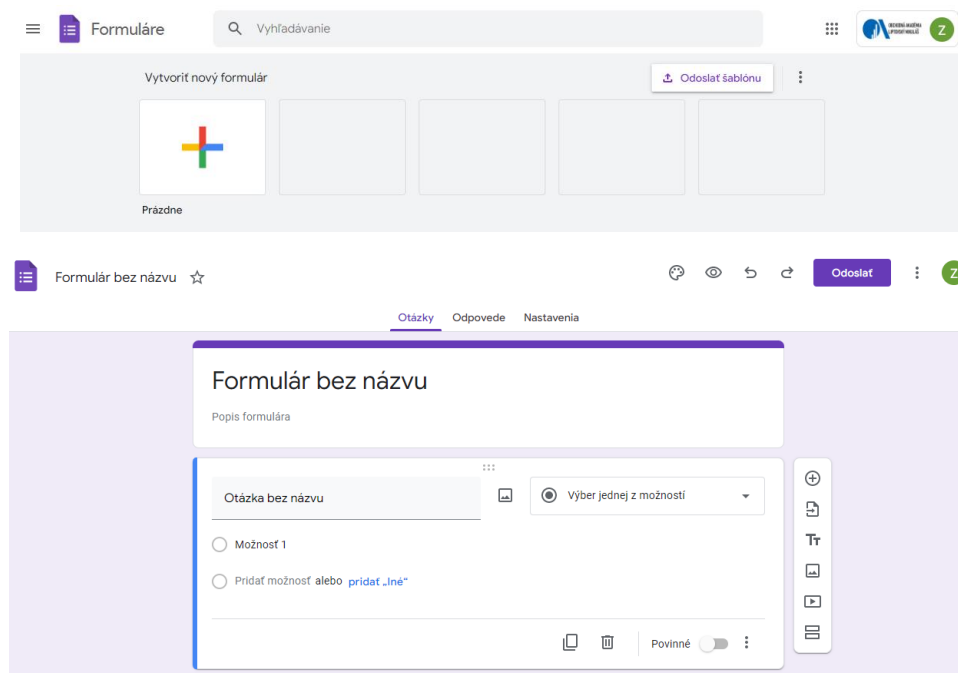 Formuláre
Vyhľadávanie
Z
Vytvoriť nový formulár
Odoslať šablónu
Prázdne
Formulár bez názvu
Odoslať
Z
Otázky Odpovede Nastavenia
Formulár bez názvu
Popis formulára
Otázka bez názvu
Výber jednej z možností
Možnosť 1
Pridať možnosť alebo pridať „Iné“
Povinné